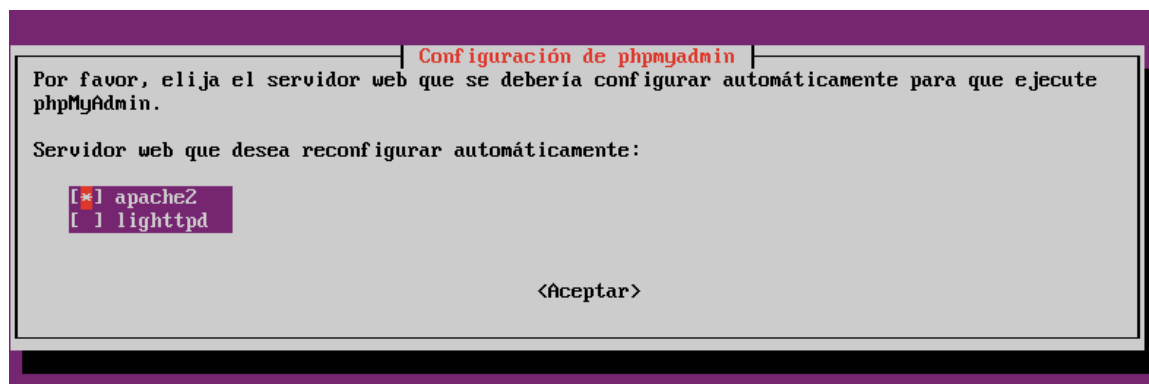 Configuración de phpmyadmin
Por favor, elija el servidor web que se debería configurar automáticamente para que ejecute
phpMyAdmin.
Servidor web que desea reconfigurar automáticamente:
[*] apache2
[ ] lighttpd
<Aceptar>